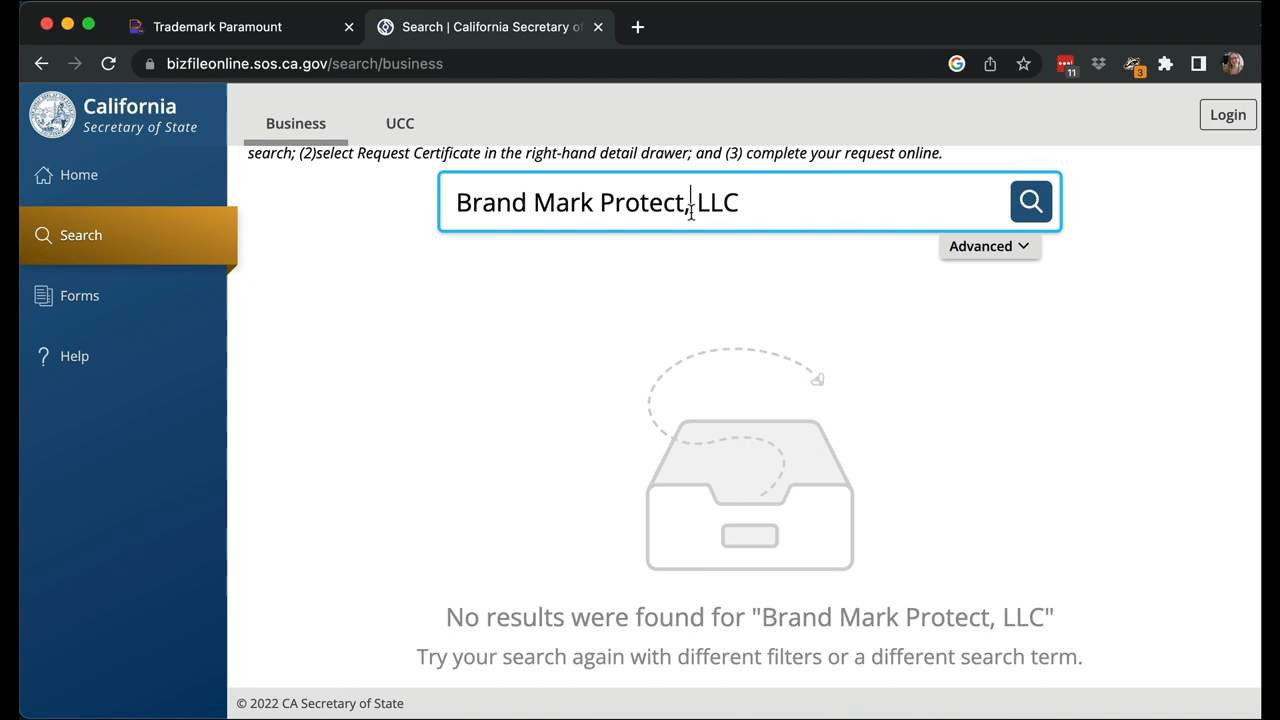 Trademark Paramount
Search | California Secretary of
bizfileonline.sos.ca.gov/search/business
11
3
California
Secretary of State
Business
UCC
Login
search; (2)select Request Certificate in the right-hand detail drawer; and (3) complete your request online.
Home
Brand Mark Protect, LLC
Search
Advanced
Forms
Help
No results were found for "Brand Mark Protect, LLC"
Try your search again with different filters or a different search term.
© 2022 CA Secretary of State